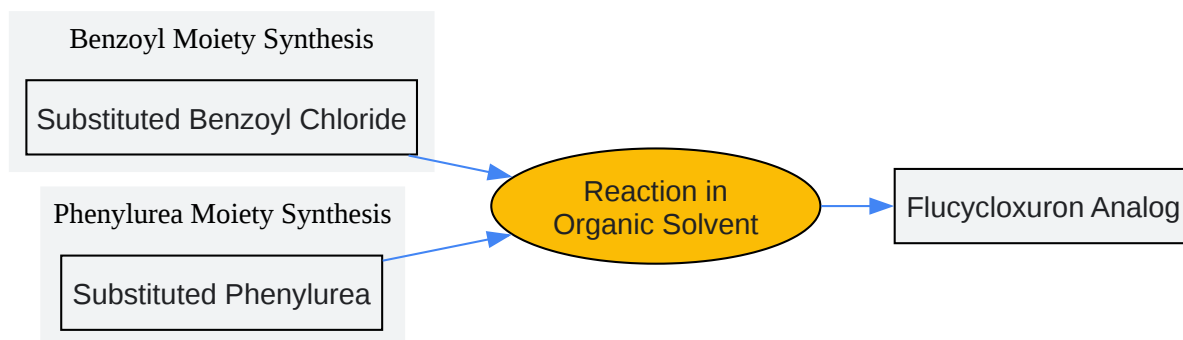 Benzoyl Moiety Synthesis
Substituted Benzoyl Chloride
Phenylurea Moiety Synthesis
Substituted Phenylurea
Reaction in
Organic Solvent
Flucycloxuron Analog